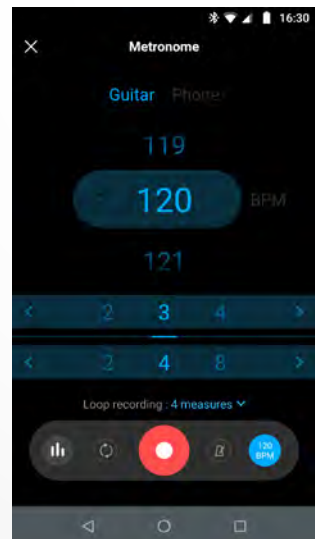 16:30
Metronome
Guitar Phone
119
120 BPM
121
2 3 4
2 4 8
Loop recording : 4 measures
120
BPM